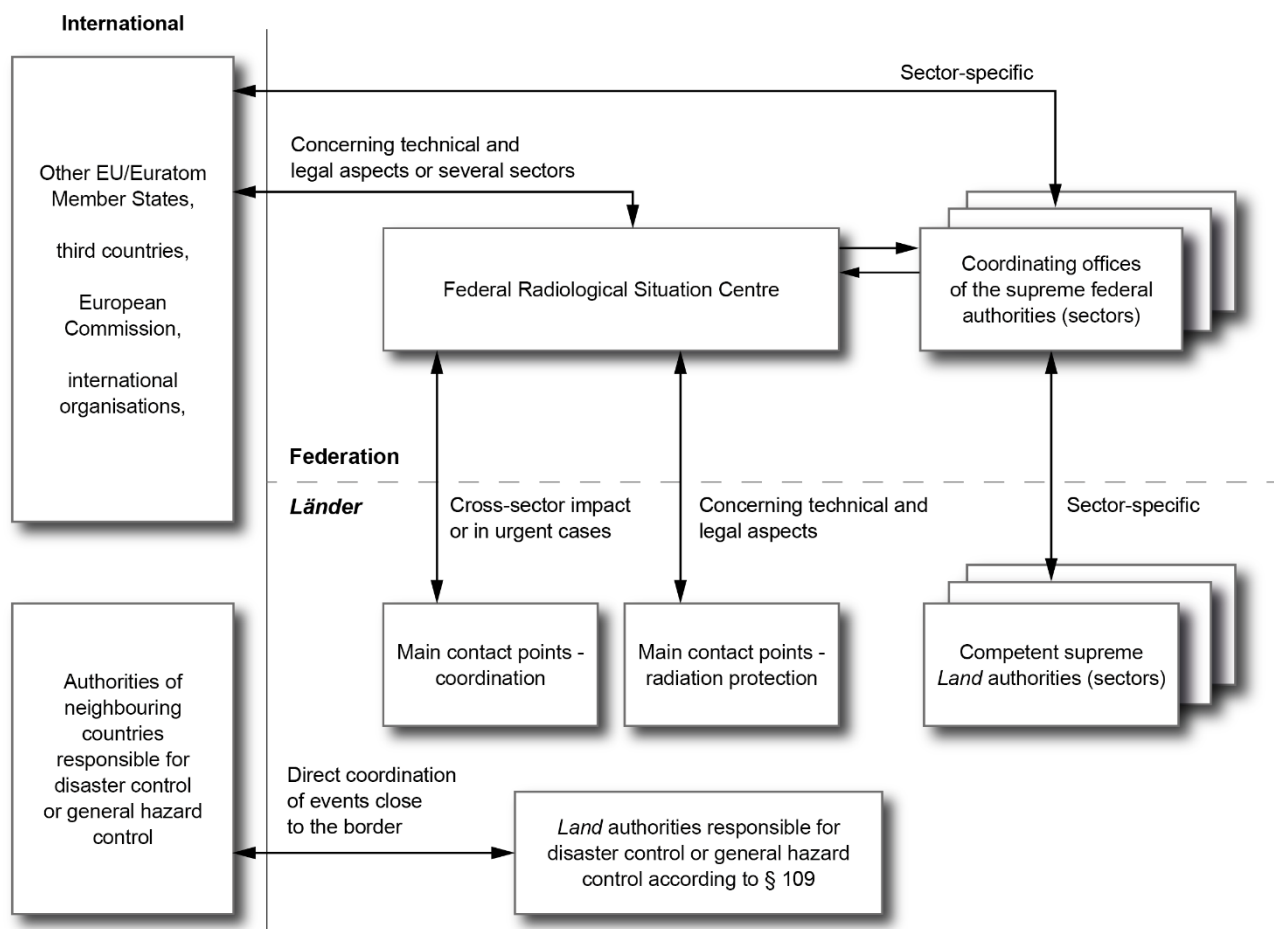 International
Other EU/Euratom
Member States,
third countries,
European
Commission,
international
organisations,
Sector-specific
Concerning technical and
legal aspects or several sectors
Federal Radiological Situation Centre
Coordinating offices
of the supreme federal
authorities (sectors)
Federation
Länder
Cross-sector impact
or in urgent cases
Concerning technical and
legal aspects
Sector-specific
Main contact points -
coordination
Main contact points -
radiation protection
Competent supreme
Land authorities (sectors)
Authorities of
neighbouring
countries
responsible for
disaster control
or general hazard
control
Direct coordination
of events close
to the border
Land authorities responsible for
disaster control or general hazard
control according to § 109